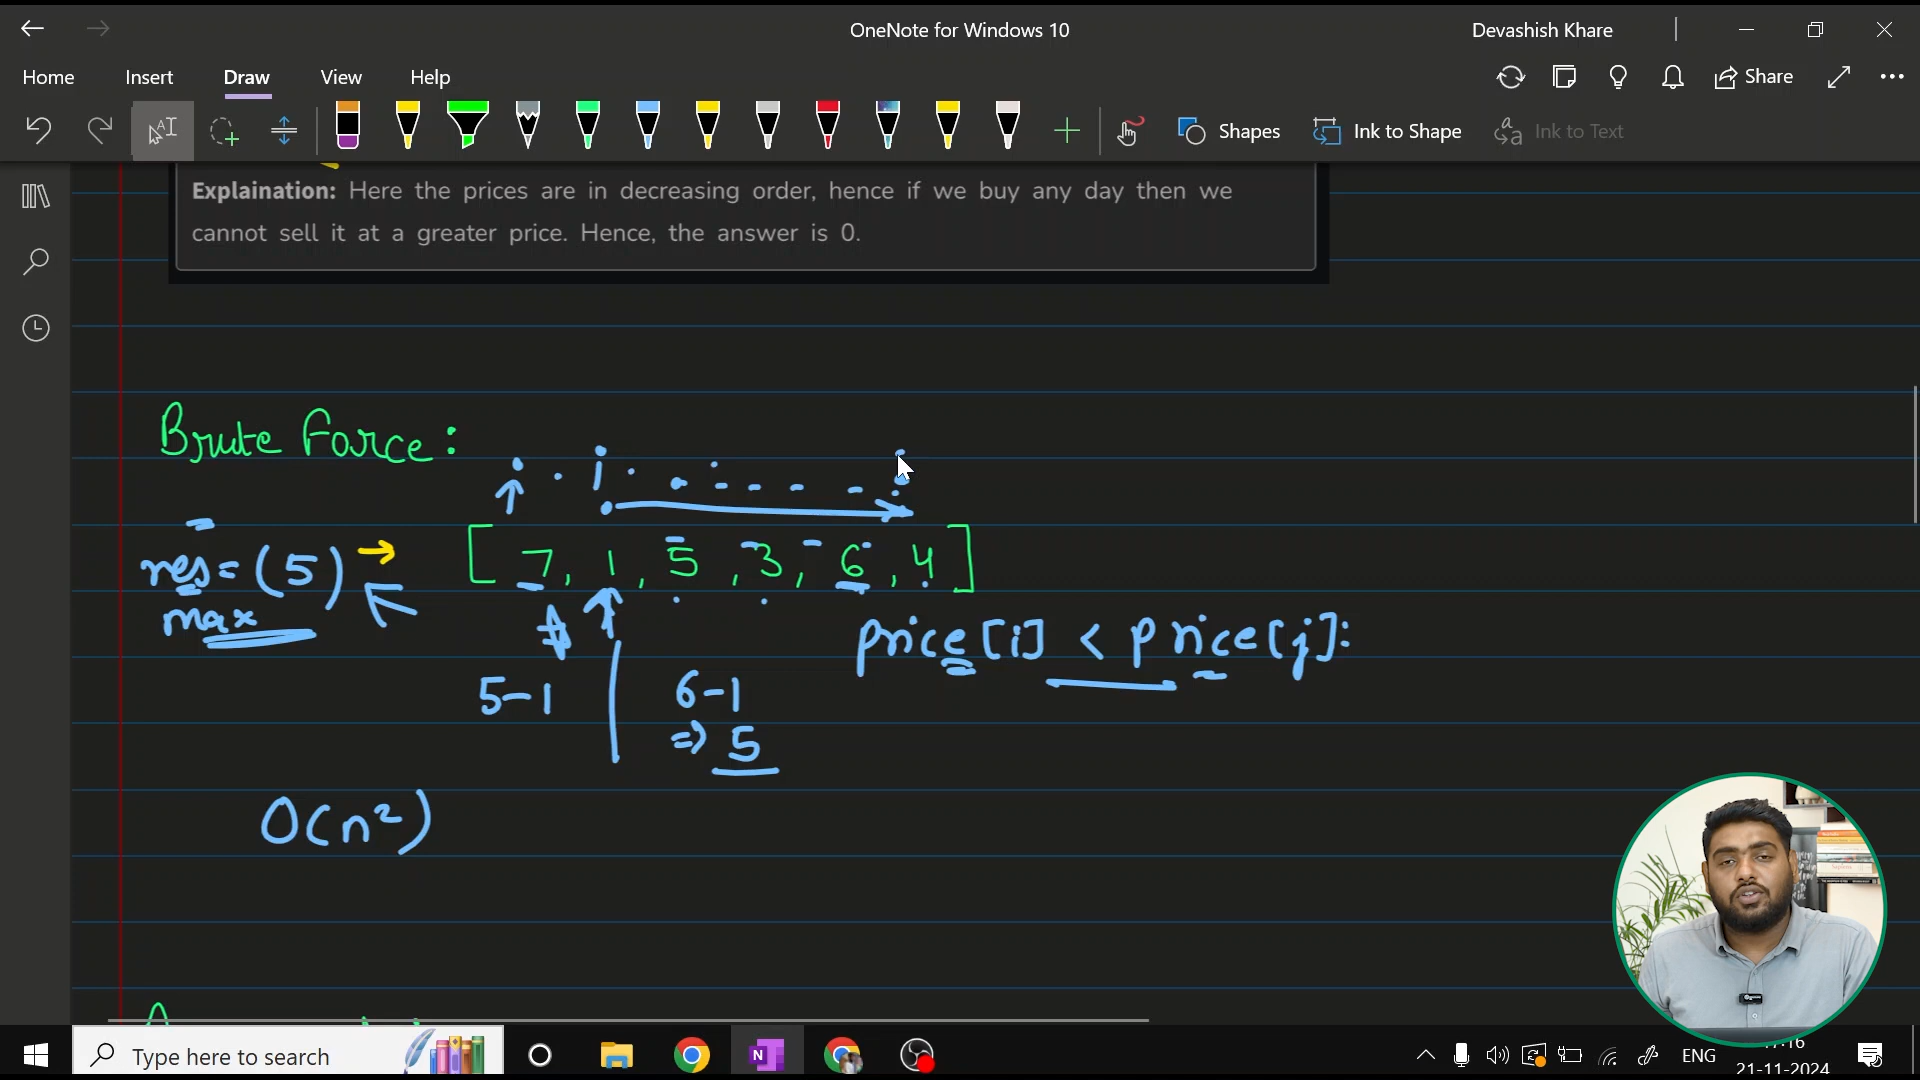 OneNote for Windows 10
Devashish Khare
Home Insert Draw View Help
Share
Shapes Ink to Shape Ink to Text
Explaination: Here the prices are in decreasing order, hence if we buy any day then we
cannot sell it at a greater price. Hence, the answer is 0.
Brute Force :
i j
res = (5) → [ 7, 1, 5, 3, 6, 4 ]
max
price[i] < price[j]:
5-1 6-1
⇒ 5
O(n²)
Type here to search
ENG
21-11-2024